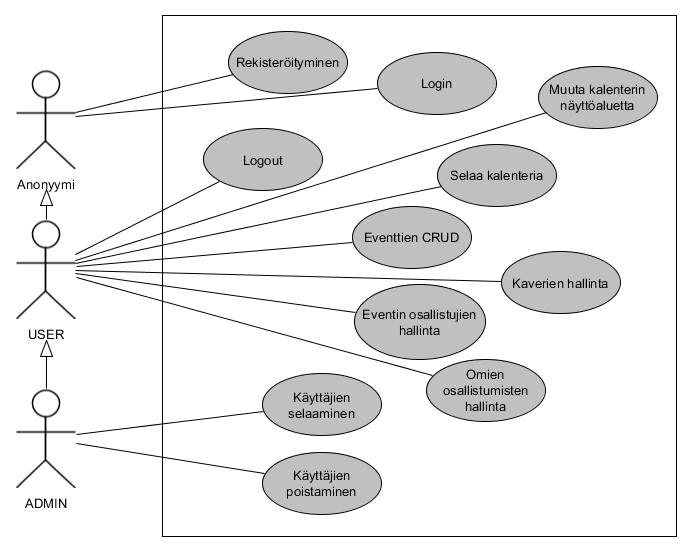 Rekisteröityminen
Login
Muuta kalenterin
näyttöaluetta
Logout
Selaa kalenteria
Anonyymi
Eventtien CRUD
Kaverien hallinta
Eventin osallistujien
hallinta
USER
Omien
osallistumisten
hallinta
Käyttäjien
selaaminen
Käyttäjien
poistaminen
ADMIN